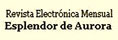 Revista Electrónica Mensual
Esplendor de Aurora